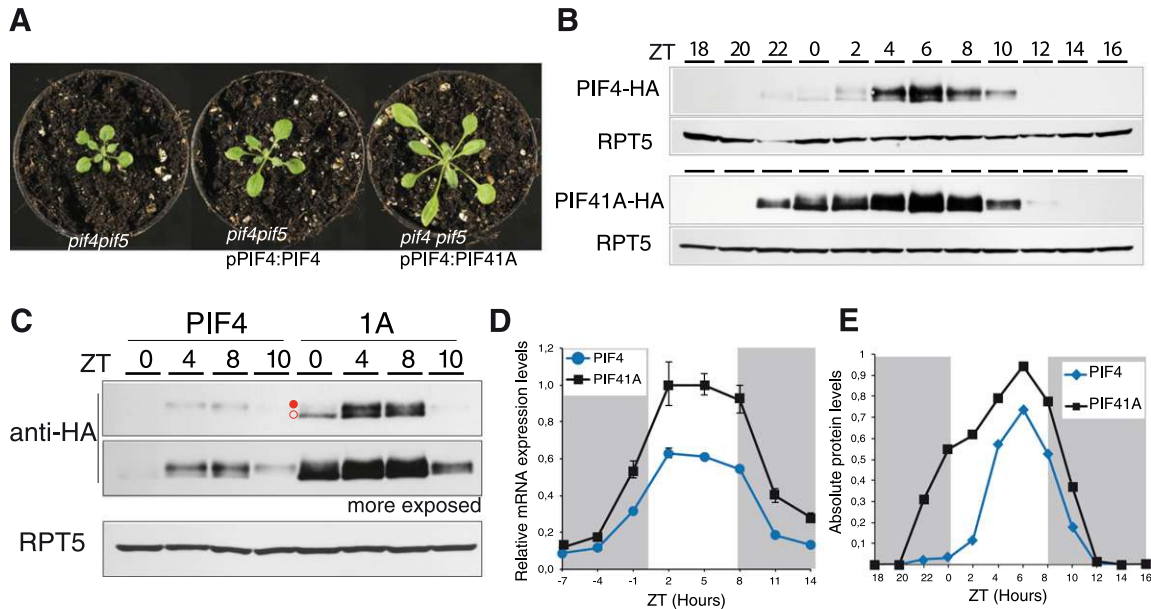 A
pif4pif5
pif4pif5
pPIF4:PIF4
pif4 pif5
pPIF4:PIF41A
B
ZT 18 20 22 0 2 4 6 8 10 12 14 16
PIF4-HA
RPT5
PIF41A-HA
RPT5
C
PIF4 1A
ZT 0 4 8 10 0 4 8 10
anti-HA
more exposed
RPT5
D
Relative mRNA expression levels
1,2
1,0
0,8
0,6
0,4
0,2
0,0
PIF4
PIF41A
-7 -4 -1 2 5 8 11 14
ZT (Hours)
E
Absolute protein levels
1
0,9
0,8
0,7
0,6
0,5
0,4
0,3
0,2
0,1
PIF4
PIF41A
18 20 22 0 2 4 6 8 10 12 14 16
ZT (Hours)